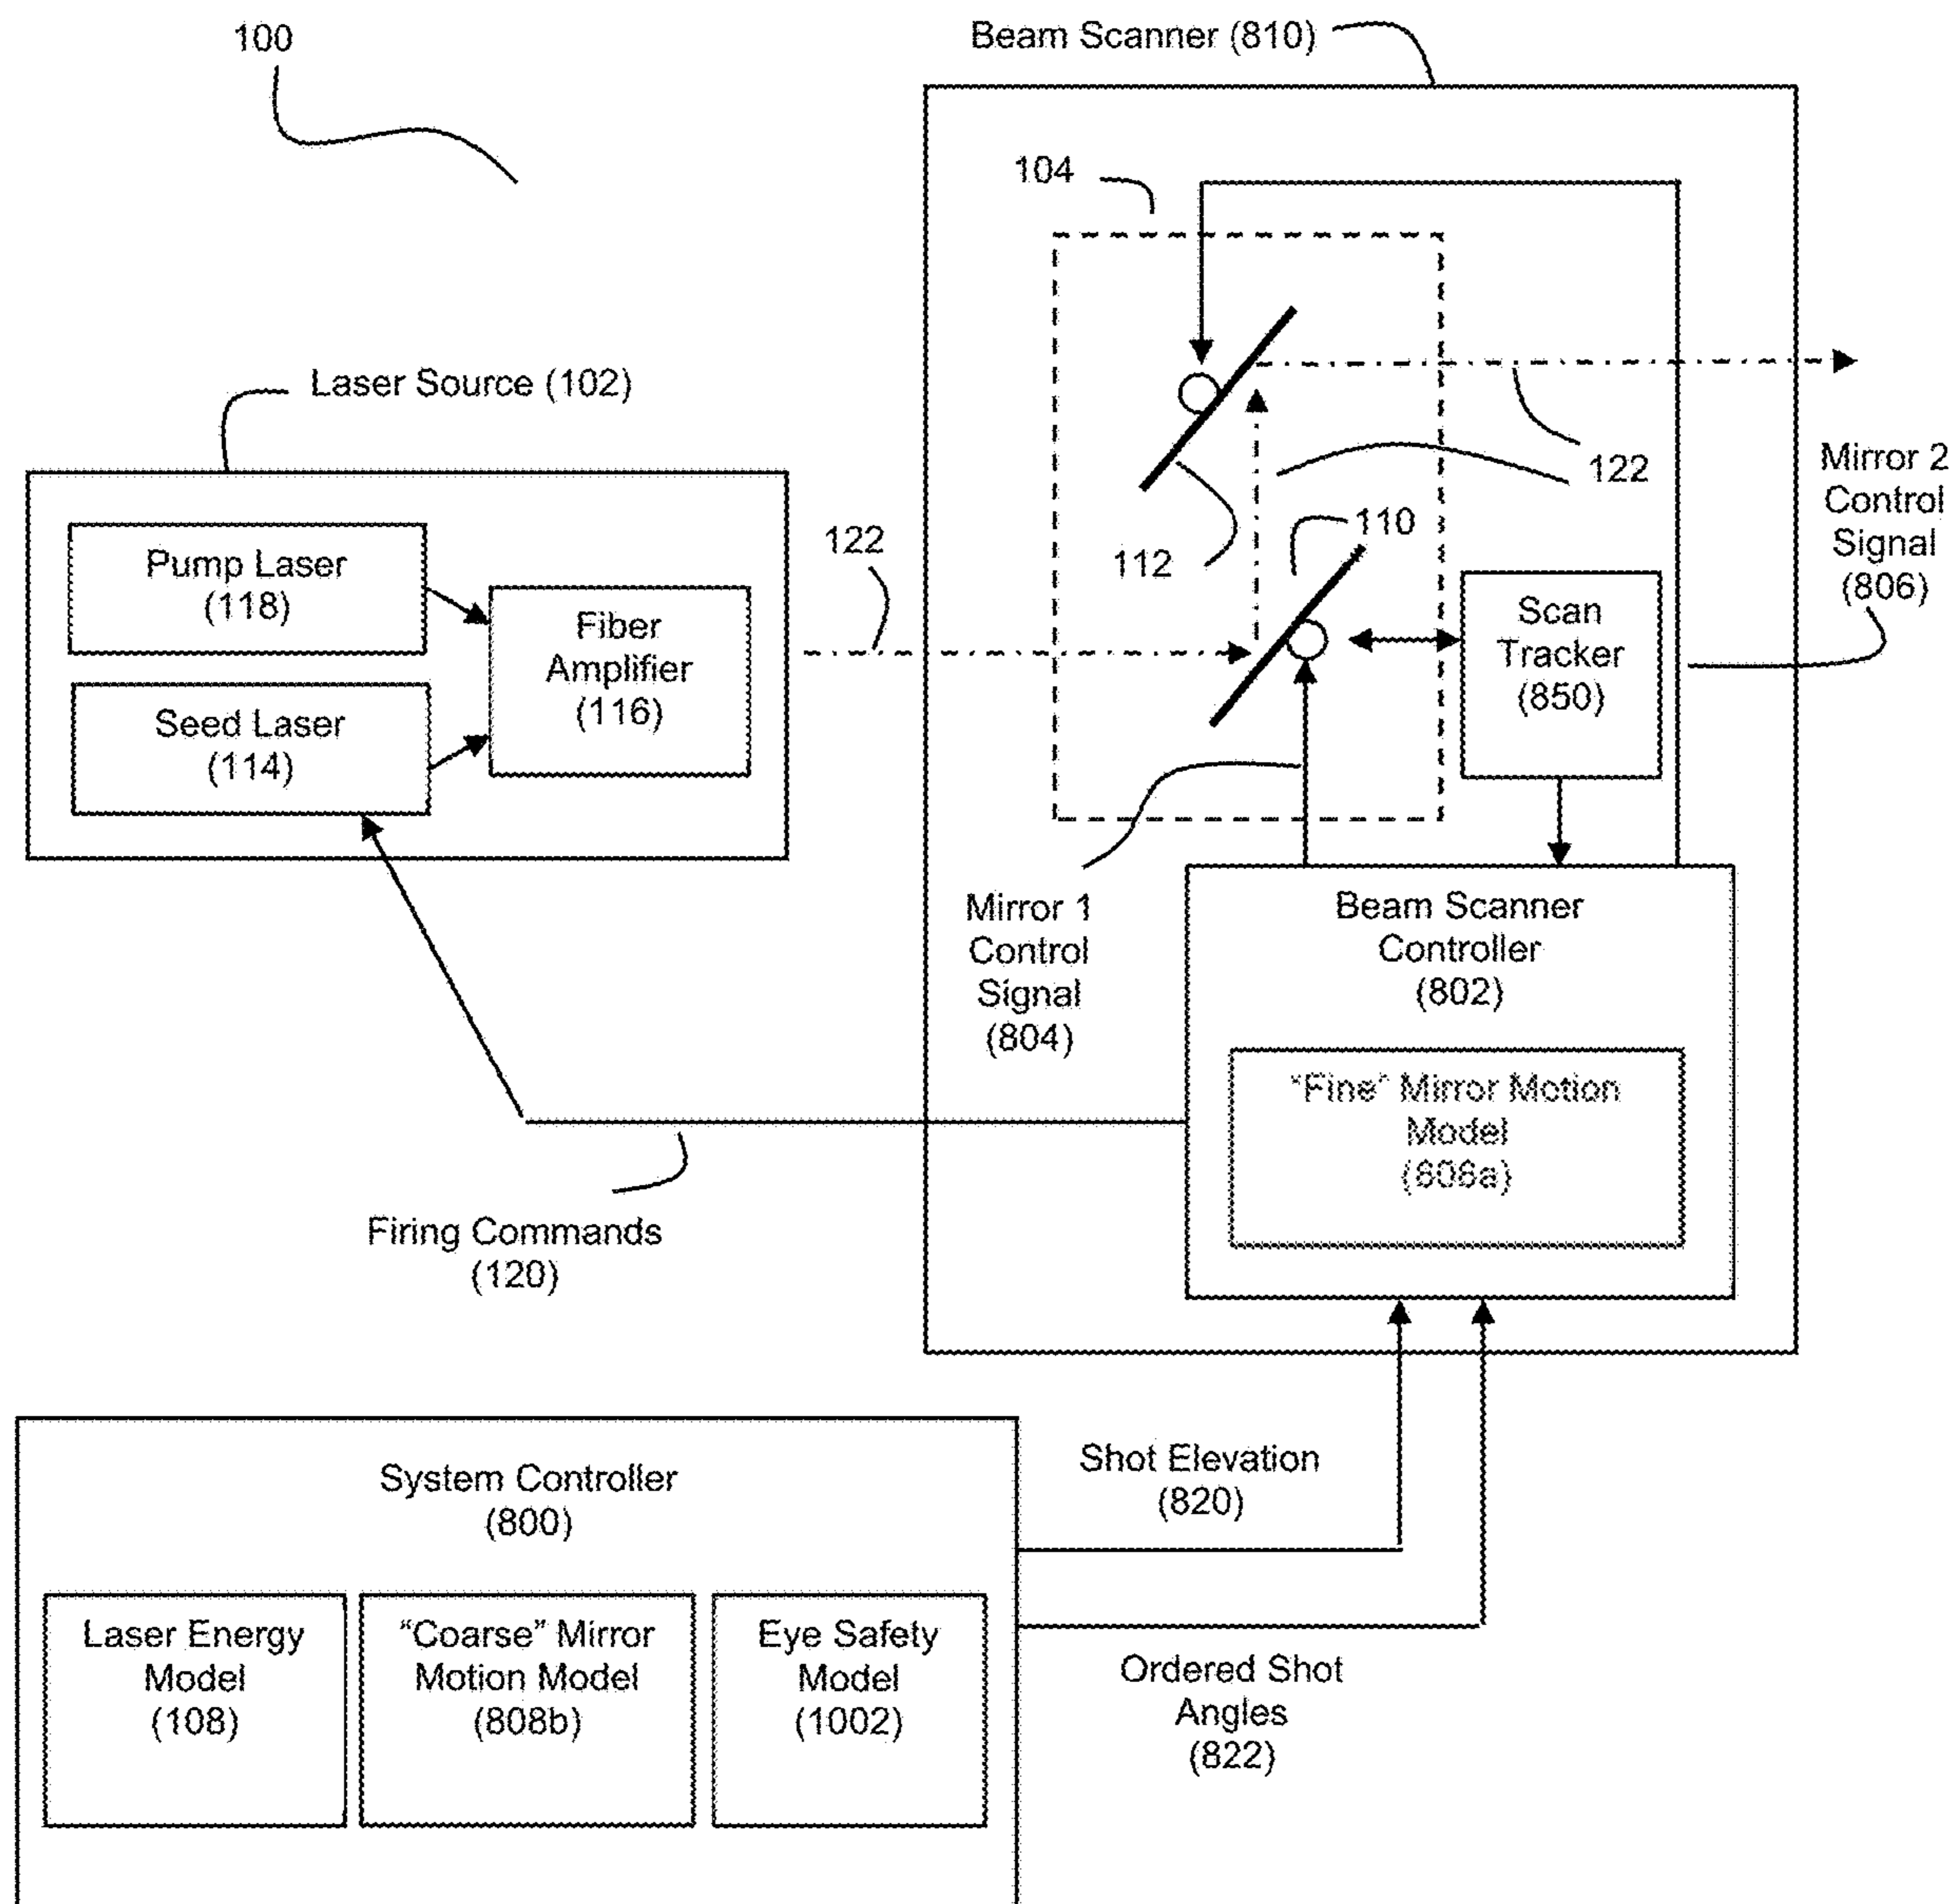 100
Beam Scanner (810)
104
Laser Source (102)
Pump Laser
(118)
Seed Laser
(114)
Fiber
Amplifier
(116)
122
112
110
122
Mirror 2
Control
Signal
(806)
Scan
Tracker
(850)
Mirror 1
Control
Signal
(804)
Beam Scanner
Controller
(802)
"Fine" Mirror Motion
Model
(808a)
Firing Commands
(120)
System Controller
(800)
Laser Energy
Model
(108)
“Coarse” Mirror
Motion Model
(808b)
Eye Safety
Model
(1002)
Shot Elevation
(820)
Ordered Shot
Angles
(822)